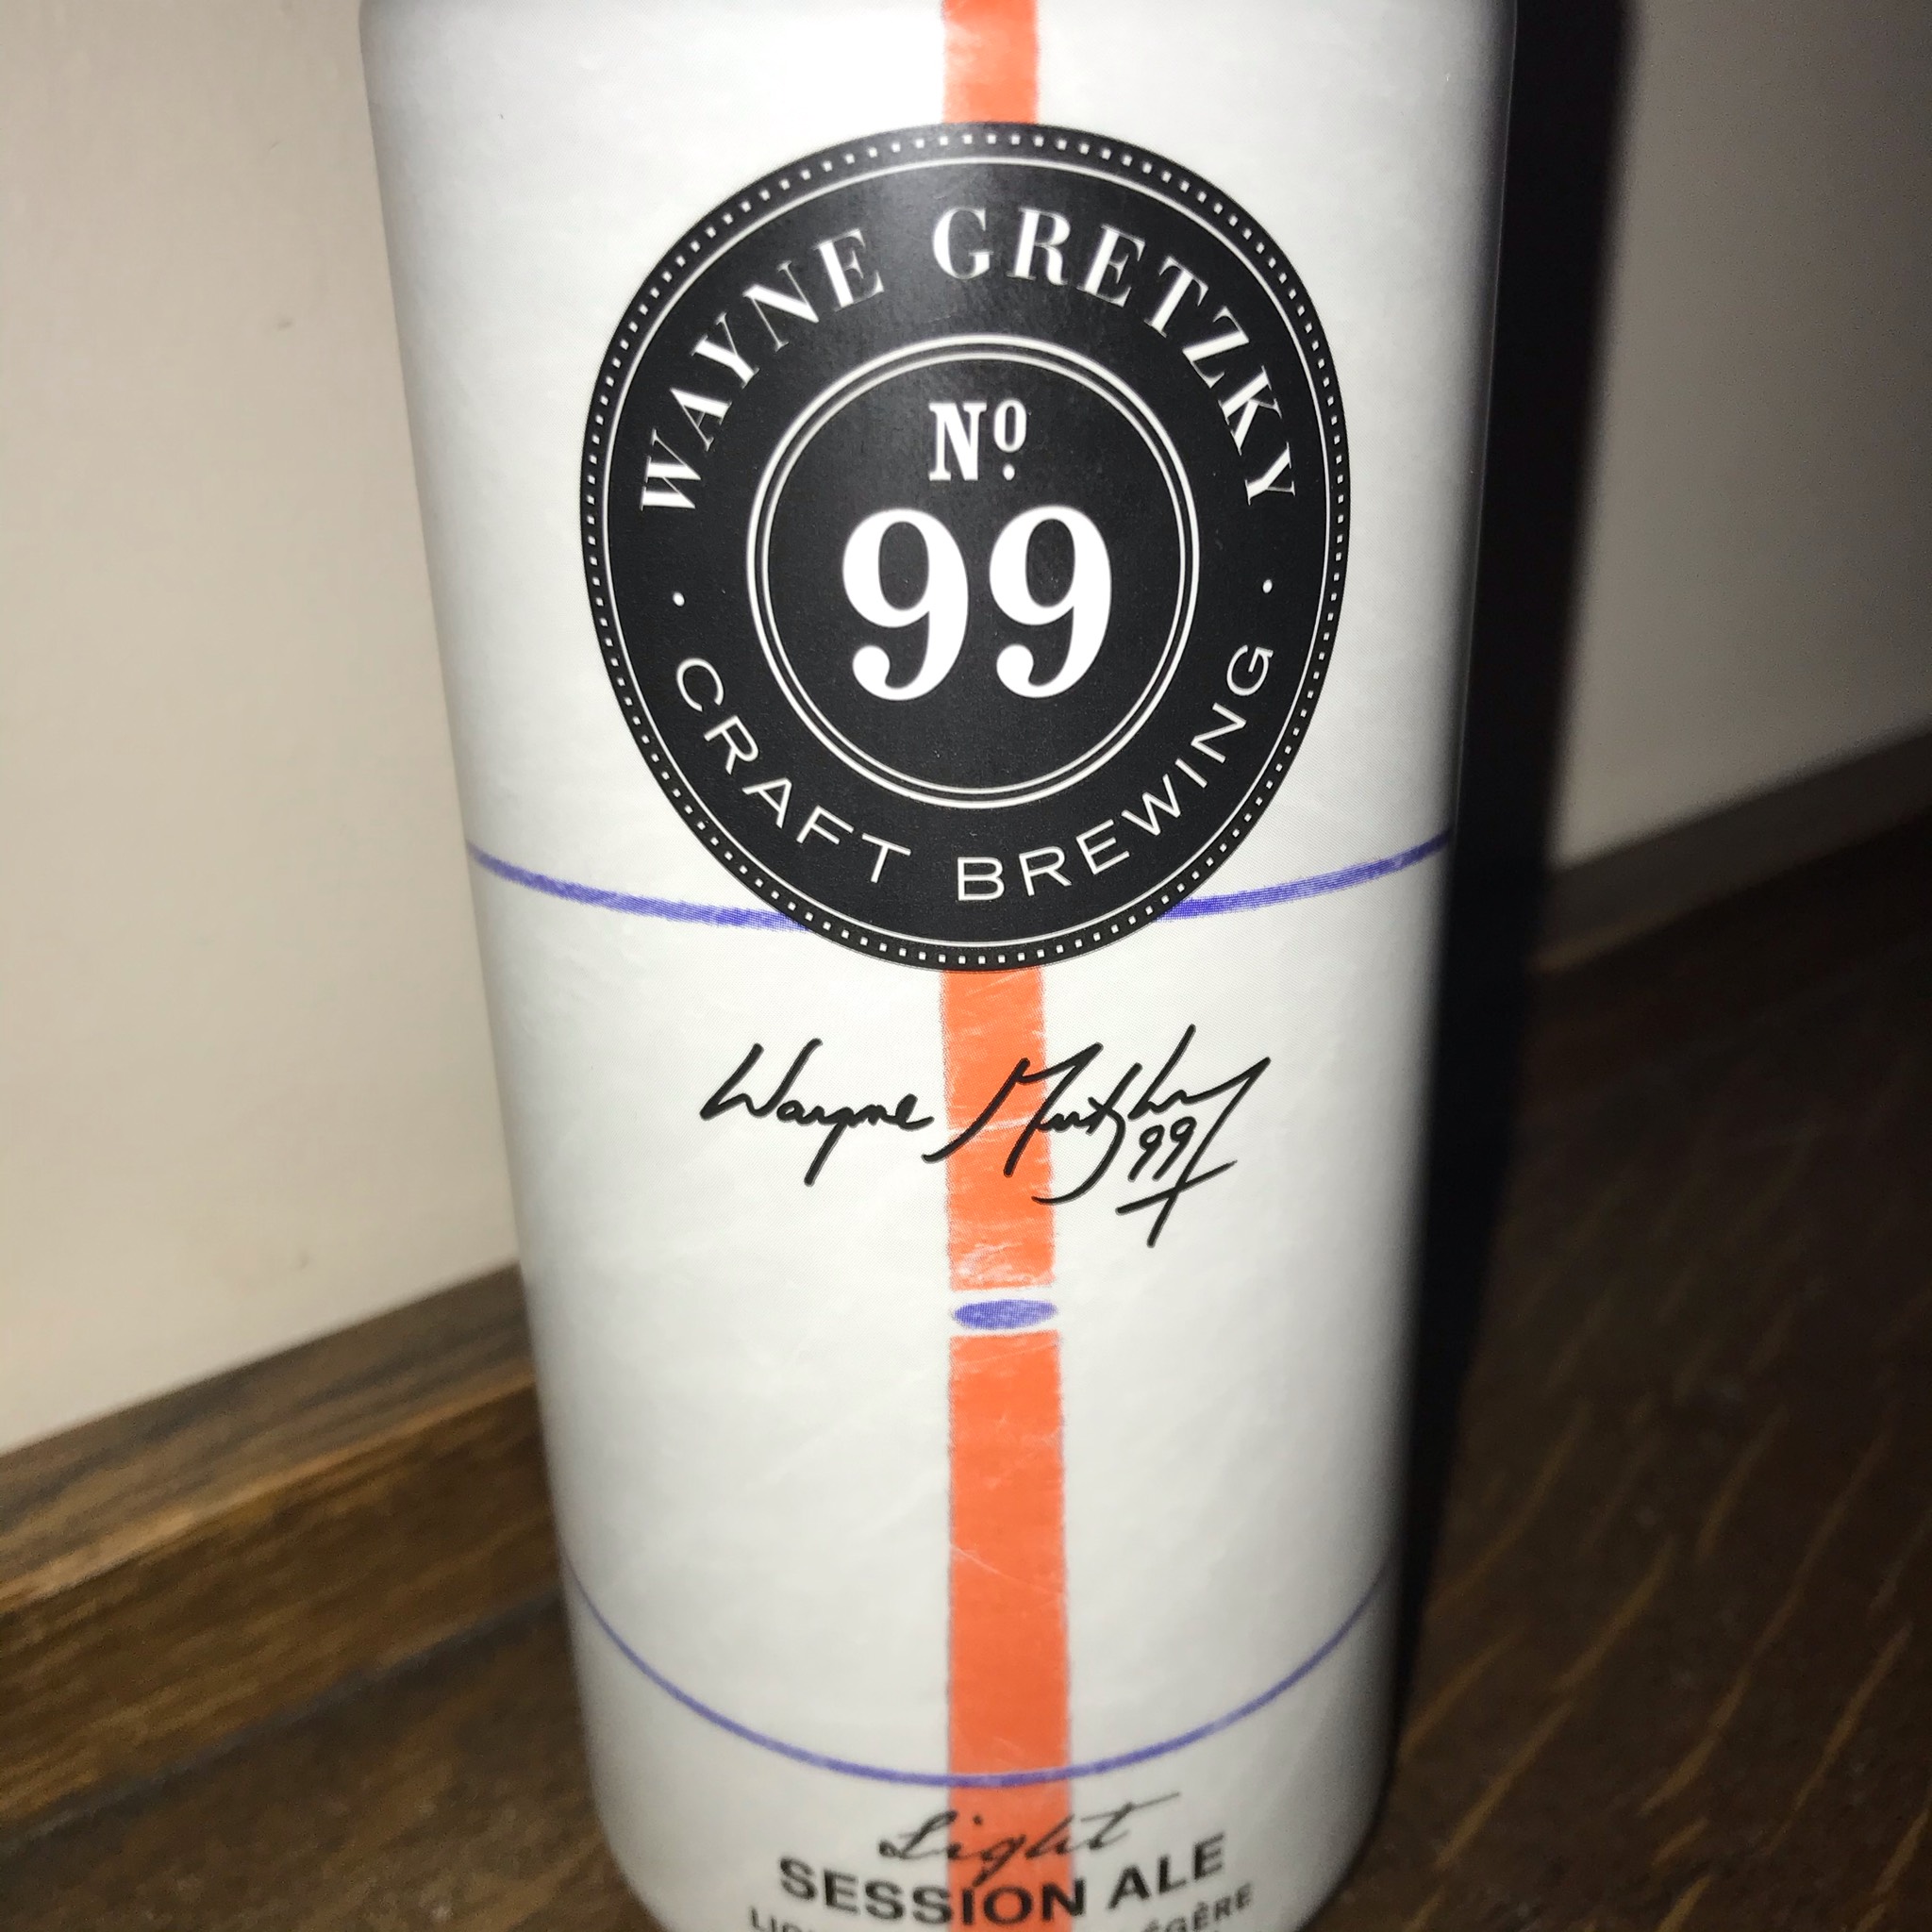 WAYNE GRETZKY
Nº
99
· CRAFT BREWING ·
Wayne Gretzky
99
Light
SESSION ALE